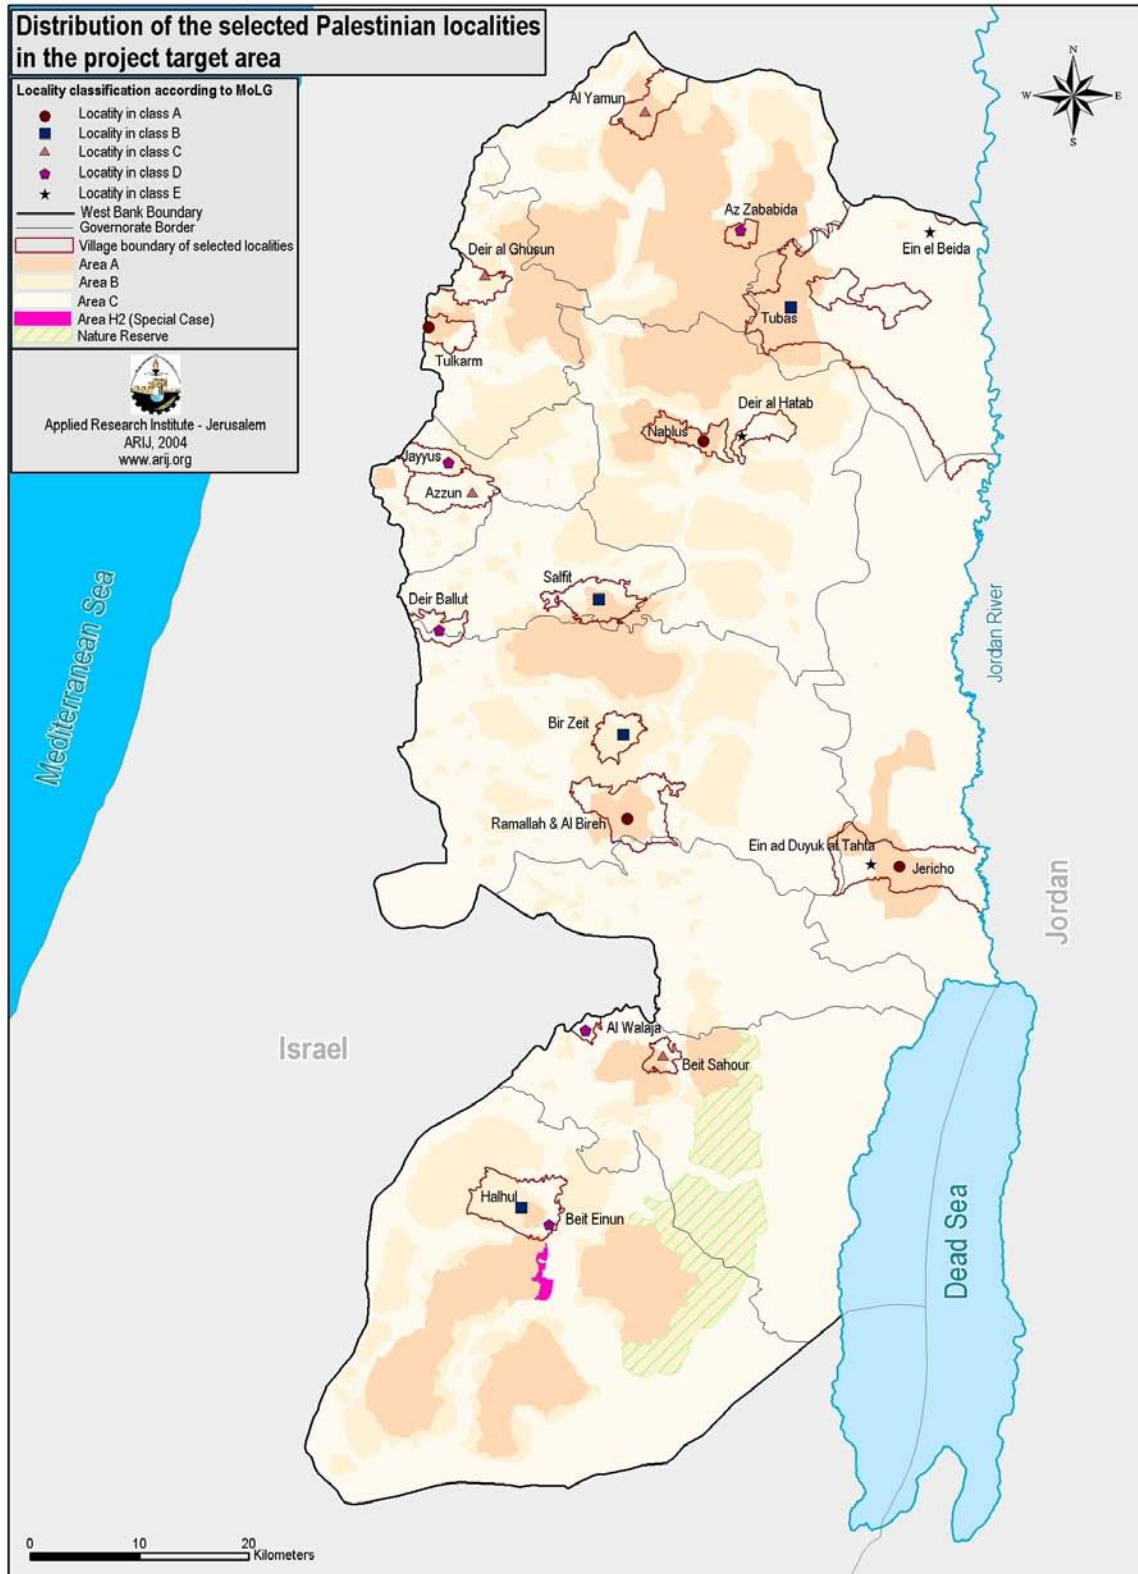 Distribution of the selected Palestinian localities
in the project target area
Locality classification according to MoLG
Locatity in class A
Locality in class B
Locatity in class C
Locatity in class D
Locatity in class E
West Bank Boundary
Governorate Border
Village boundary of selected localities
Area A
Area B
Area C
Area H2 (Special Case)
Nature Reserve
Applied Research Institute - Jerusalem
ARIJ, 2004
www.arij.org
N
W
E
S
Al Yamun
Az Zababida
Ein el Beida
Deir al Ghusun
Tubas
Tulkarm
Deir al Hatab
Nablus
Jayyus
Azzun
Salfit
Deir Ballut
Jordan River
Mediterranean Sea
Bir Zeit
Ramallah & Al Bireh
Ein ad Duyuk at Tahta
Jericho
Jordan
Israel
Al Walaja
Beit Sahour
Halhul
Beit Einun
Dead Sea
0 10 20
Kilometers